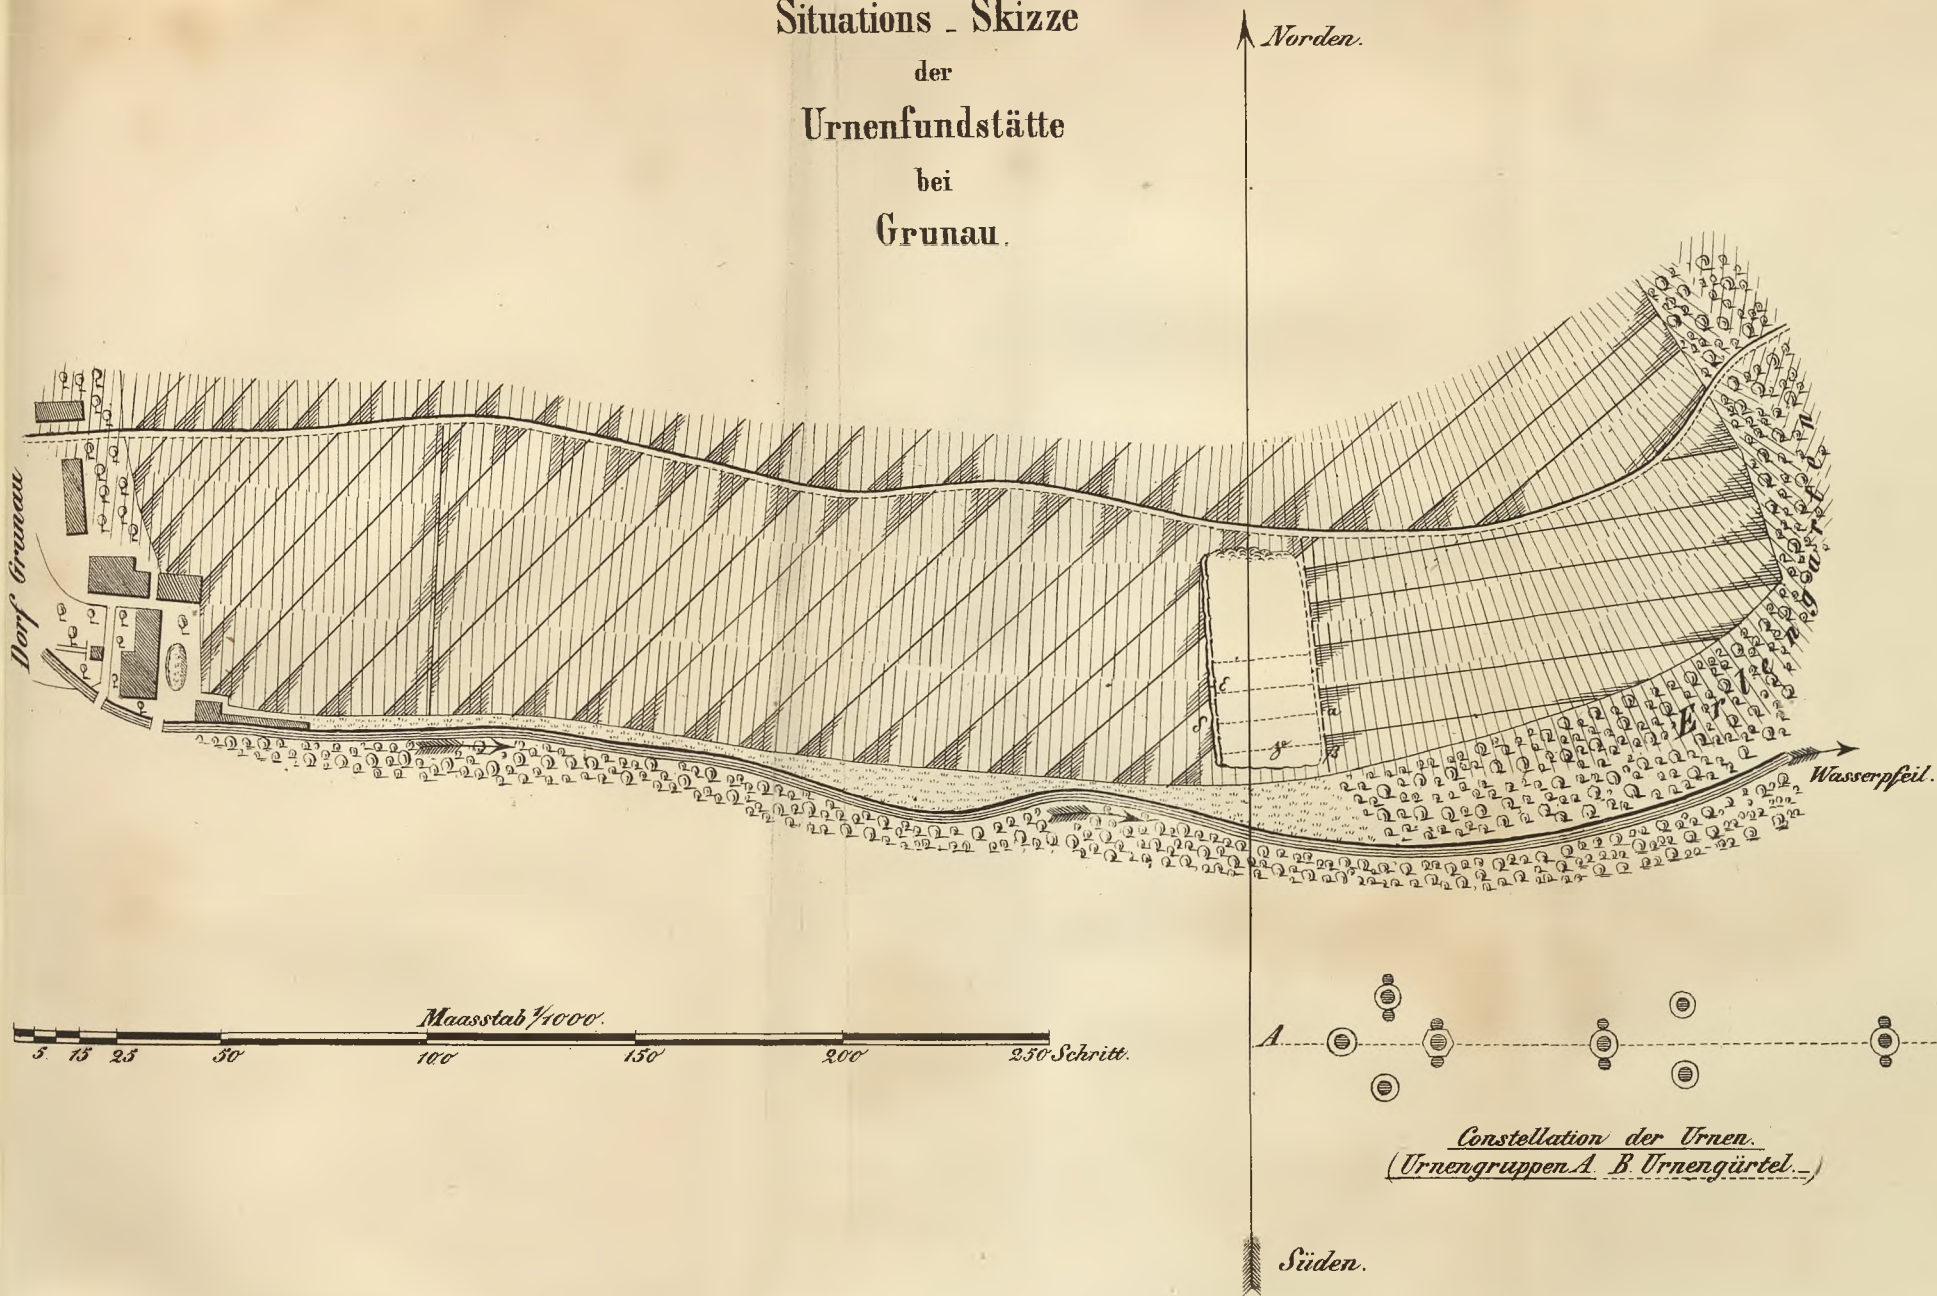 Situations - Skizze
der
Urnenfundstätte
bei
Grunau.
Norden.
Dorf Grunau
Erlengarten
Wasserpfeil.
ε
δ
α
γ
β
Maasstab 1/1000.
5 15 25 50 100 150 200 250 Schritt.
A
Constellation der Urnen.
(Urnengruppen A. B. Urnengürtel.-)
Süden.